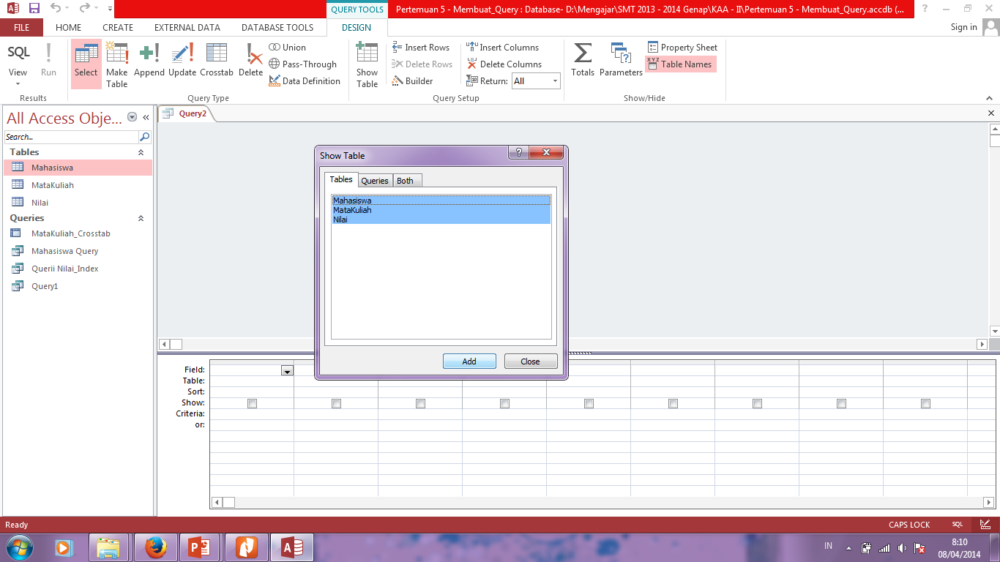 QUERY TOOLS
Pertemuan 5 - Membuat_Query : Database- D:\Mengajar\SMT 2013 - 2014 Genap\KAA - II\Pertemuan 5 - Membuat_Query.accdb (...
FILE HOME CREATE EXTERNAL DATA DATABASE TOOLS DESIGN Sign in
SQL
View
Run
Results
Select
Make Table
Append
Update
Crosstab
Delete
Union
Pass-Through
Data Definition
Query Type
Show Table
Insert Rows
Delete Rows
Builder
Insert Columns
Delete Columns
Return: All
Query Setup
Totals
Parameters
Property Sheet
XYZ
Table Names
Show/Hide
All Access Obje...
Search...
Tables
Mahasiswa
MataKuliah
Nilai
Queries
MataKuliah_Crosstab
Mahasiswa Query
Querii Nilai_Index
Query1
Query2
Show Table
Tables Queries Both
Mahasiswa
MataKuliah
Nilai
Add Close
Field:
Table:
Sort:
Show:
Criteria:
or:
Ready
CAPS LOCK
SQL
IN
8:10
08/04/2014